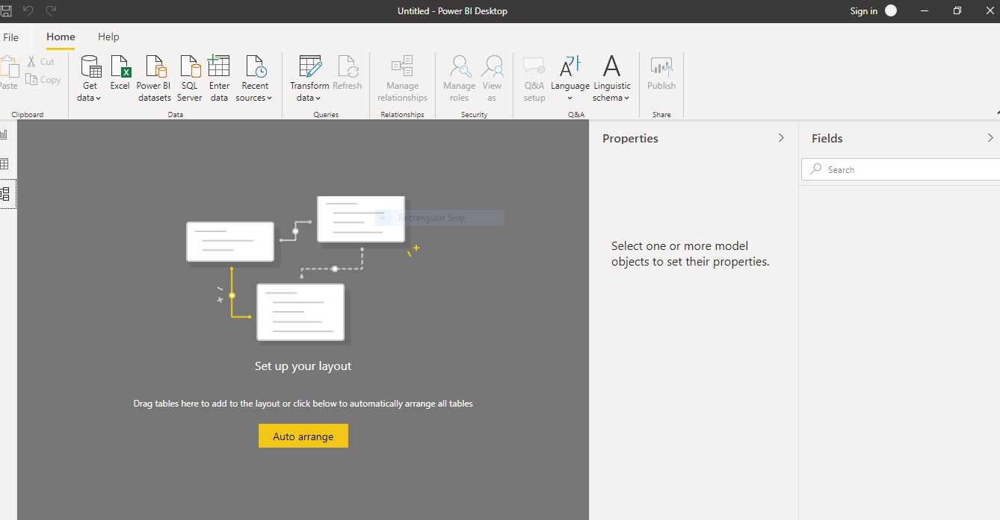 Untitled - Power BI Desktop
Sign in
File Home Help
Paste
Cut
Copy
Get data
Excel
Power BI datasets
SQL Server
Enter data
Recent sources
Transform data
Refresh
Manage relationships
Manage roles
View as
Q&A setup
Language
Linguistic schema
Publish
Clipboard Data Queries Relationships Security Q&A Share
Properties
Fields
Search
Rectangular Snip
Select one or more model
objects to set their properties.
Set up your layout
Drag tables here to add to the layout or click below to automatically arrange all tables
Auto arrange